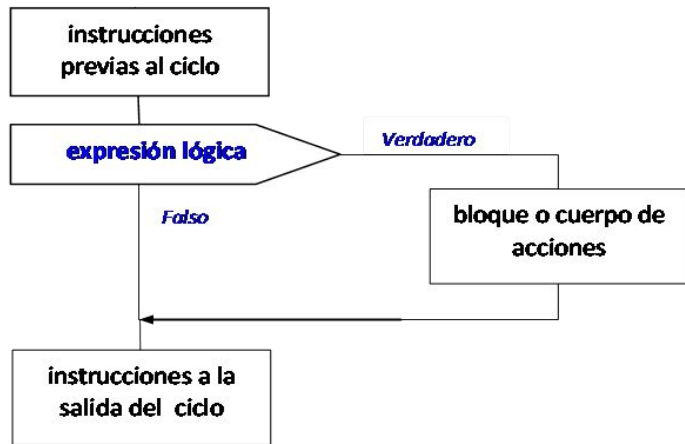 instrucciones
previas al ciclo
expresión lógica
Verdadero
Falso
bloque o cuerpo de
acciones
instrucciones a la
salida del ciclo